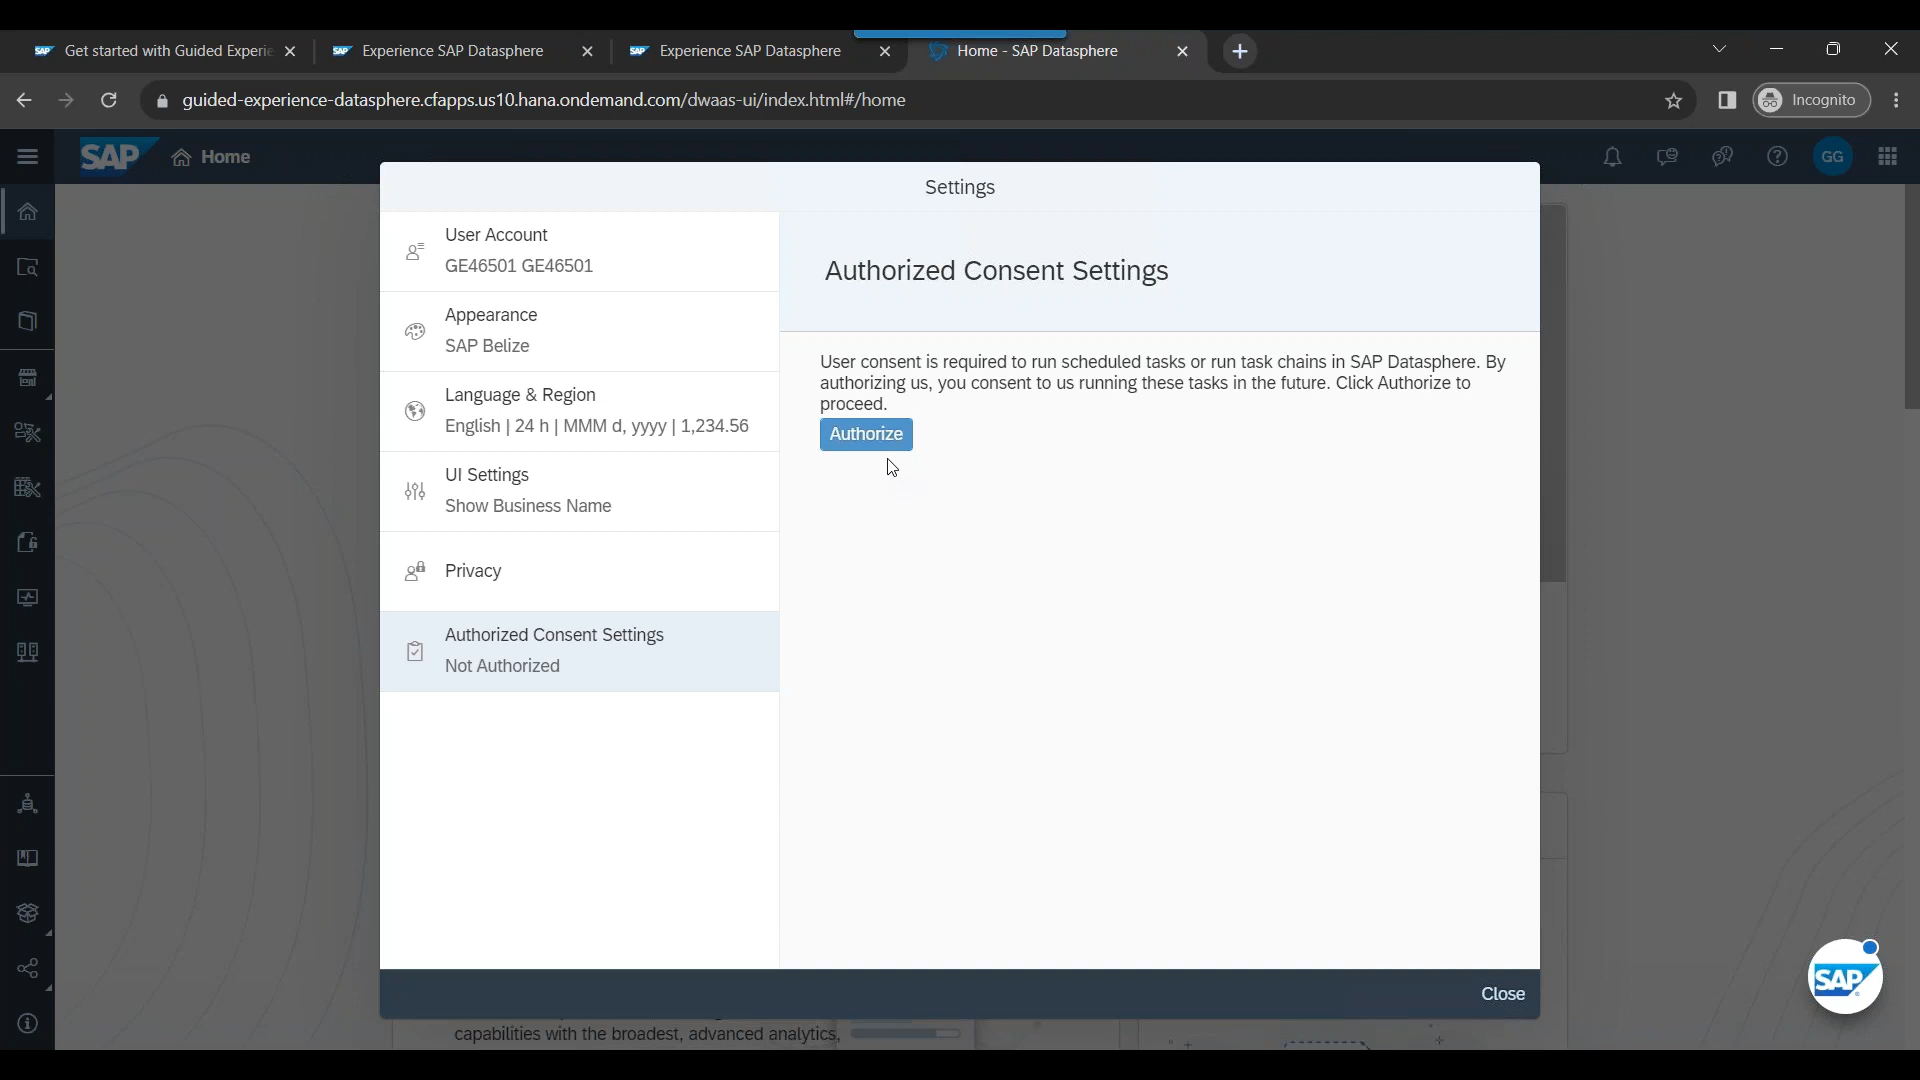 SAP Get started with Guided Experie
SAP Experience SAP Datasphere
SAP Experience SAP Datasphere
Home - SAP Datasphere
guided-experience-datasphere.cfapps.us10.hana.ondemand.com/dwaas-ui/index.html#/home
Incognito
SAP Home
GG
Settings
User Account
GE46501 GE46501
Appearance
SAP Belize
Language & Region
English | 24 h | MMM d, yyyy | 1,234.56
UI Settings
Show Business Name
Privacy
Authorized Consent Settings
Not Authorized
Authorized Consent Settings
User consent is required to run scheduled tasks or run task chains in SAP Datasphere. By
authorizing us, you consent to us running these tasks in the future. Click Authorize to
proceed.
Authorize
Close
SAP
capabilities with the broadest, advanced analytics,